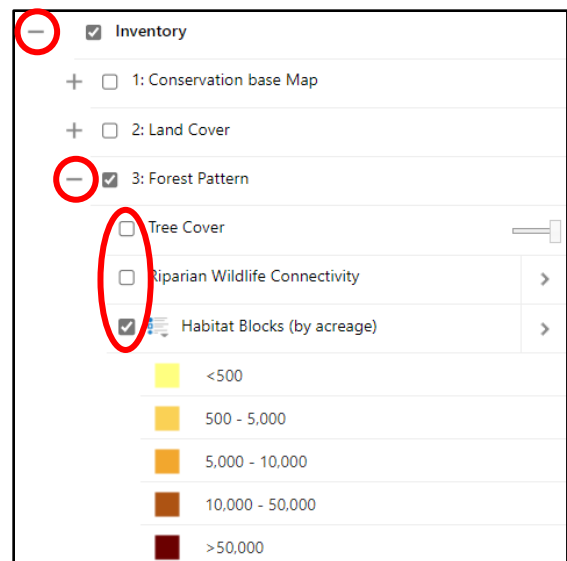 Inventory
1: Conservation base Map
2: Land Cover
3: Forest Pattern
Tree Cover
Riparian Wildlife Connectivity
Habitat Blocks (by acreage)
<500
500 - 5,000
5,000 - 10,000
10,000 - 50,000
>50,000